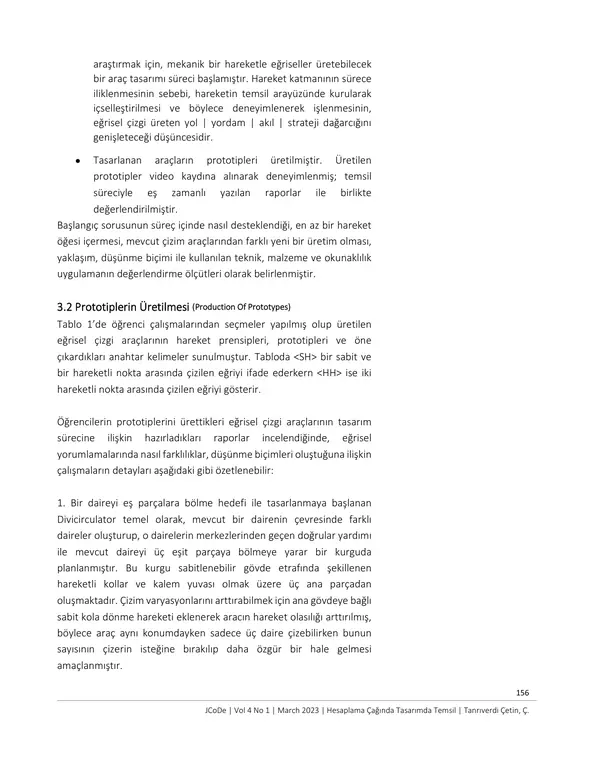 araştırmak için, mekanik bir hareketle eğriseller üretebilecek
bir araç tasarımı süreci başlamıştır. Hareket katmanının sürece
iliklenmesinin sebebi, hareketin temsil arayüzünde kurularak
içselleştirilmesi ve böylece deneyimlenerek işlenmesinin,
eğrisel çizgi üreten yol | yordam | akıl | strateji dağarcığını
genişleteceği düşüncesidir.
• Tasarlanan araçların prototipleri üretilmiştir. Üretilen
prototipler video kaydına alınarak deneyimlenmiş; temsil
süreciyle eş zamanlı yazılan raporlar ile birlikte
değerlendirilmiştir.
Başlangıç sorusunun süreç içinde nasıl desteklendiği, en az bir hareket
öğesi içermesi, mevcut çizim araçlarından farklı yeni bir üretim olması,
yaklaşım, düşünme biçimi ile kullanılan teknik, malzeme ve okunaklılık
uygulamanın değerlendirme ölçütleri olarak belirlenmiştir.
3.2 Prototiplerin Üretilmesi (Production Of Prototypes)
Tablo 1’de öğrenci çalışmalarından seçmeler yapılmış olup üretilen
eğrisel çizgi araçlarının hareket prensipleri, prototipleri ve öne
çıkardıkları anahtar kelimeler sunulmuştur. Tabloda <SH> bir sabit ve
bir hareketli nokta arasında çizilen eğriyi ifade ederkern <HH> ise iki
hareketli nokta arasında çizilen eğriyi gösterir.
Öğrencilerin prototiplerini ürettikleri eğrisel çizgi araçlarının tasarım
sürecine ilişkin hazırladıkları raporlar incelendiğinde, eğrisel
yorumlamalarında nasıl farklılıklar, düşünme biçimleri oluştuğuna ilişkin
çalışmaların detayları aşağıdaki gibi özetlenebilir:
1. Bir daireyi eş parçalara bölme hedefi ile tasarlanmaya başlanan
Divicirculator temel olarak, mevcut bir dairenin çevresinde farklı
daireler oluşturup, o dairelerin merkezlerinden geçen doğrular yardımı
ile mevcut daireyi üç eşit parçaya bölmeye yarar bir kurguda
planlanmıştır. Bu kurgu sabitlenebilir gövde etrafında şekillenen
hareketli kollar ve kalem yuvası olmak üzere üç ana parçadan
oluşmaktadır. Çizim varyasyonlarını arttırabilmek için ana gövdeye bağlı
sabit kola dönme hareketi eklenerek aracın hareket olasılığı arttırılmış,
böylece araç aynı konumdayken sadece üç daire çizebilirken bunun
sayısının çizerin isteğine bırakılıp daha özgür bir hale gelmesi
amaçlanmıştır.
156
JCoDe | Vol 4 No 1 | March 2023 | Hesaplama Çağında Tasarımda Temsil | Tanrıverdi Çetin, Ç.